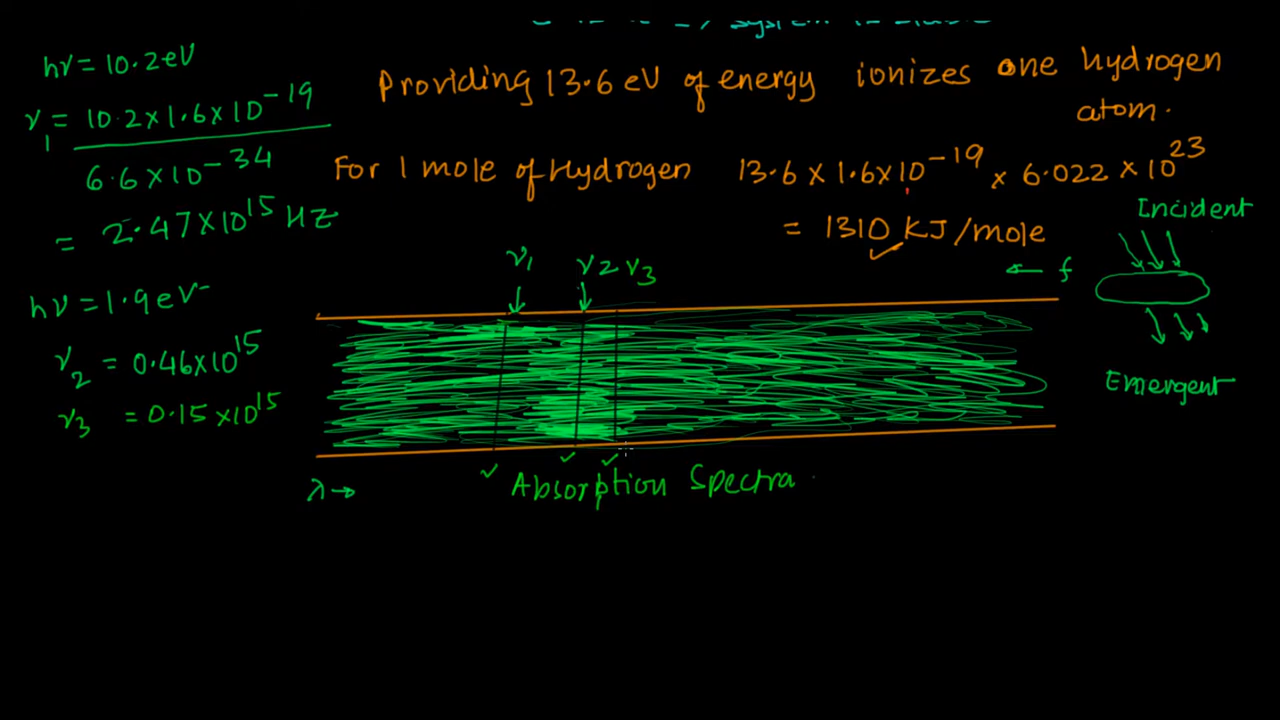 system is stable
hν = 10.2eV
ν1 = 10.2×1.6×10^-19
6.6×10^-34
= 2.47×10^15 HZ
hν = 1.9eV
ν2 = 0.46×10^15
ν3 = 0.15×10^15
Providing 13.6 eV of energy ionizes one hydrogen
atom.
For 1 mole of Hydrogen 13.6 × 1.6×10^-19 × 6.022 × 10^23
= 1310 KJ/mole
Incident
ν1 ν2 ν3
← f
Emergent
λ→
Absorption Spectra